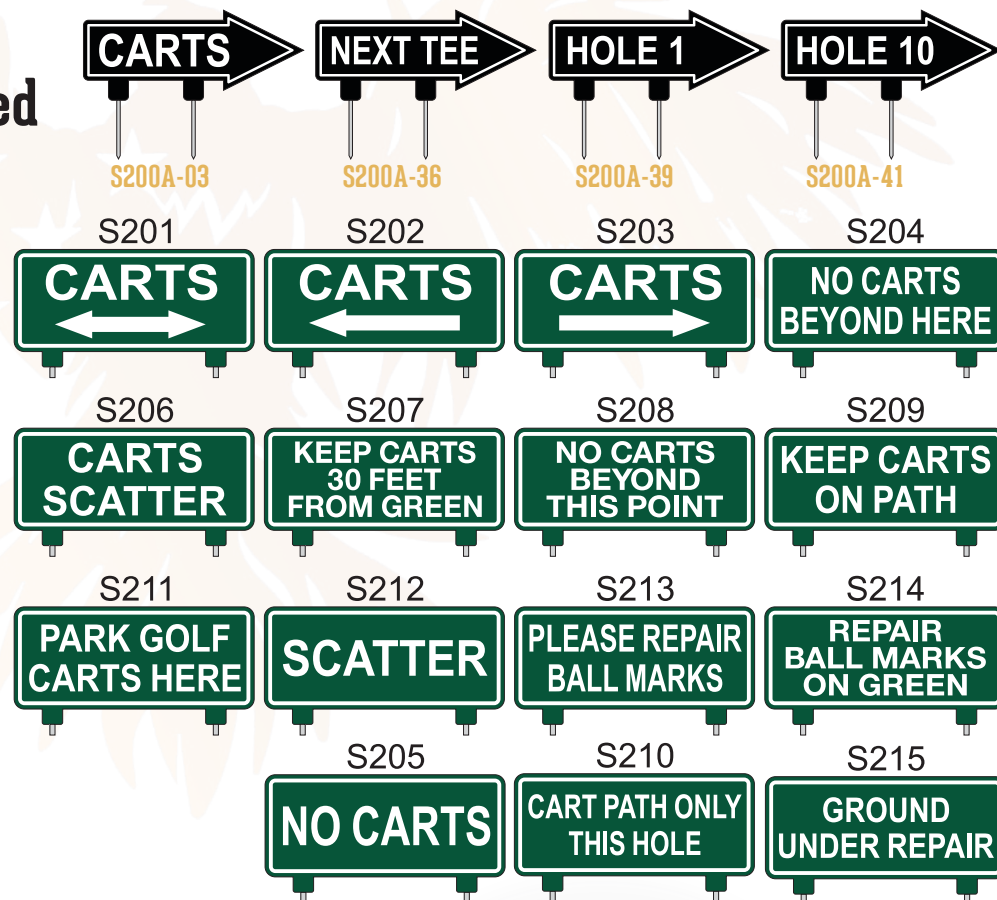 CARTS
NEXT TEE
HOLE 1
HOLE 10
ed
S200A-03
S200A-36
S200A-39
S200A-41
S201
S202
S203
S204
CARTS
CARTS
CARTS
NO CARTS
BEYOND HERE
S206
S207
S208
S209
CARTS
SCATTER
KEEP CARTS
30 FEET
FROM GREEN
NO CARTS
BEYOND
THIS POINT
KEEP CARTS
ON PATH
S211
S212
S213
S214
PARK GOLF
CARTS HERE
SCATTER
PLEASE REPAIR
BALL MARKS
REPAIR
BALL MARKS
ON GREEN
S205
S210
S215
NO CARTS
CART PATH ONLY
THIS HOLE
GROUND
UNDER REPAIR